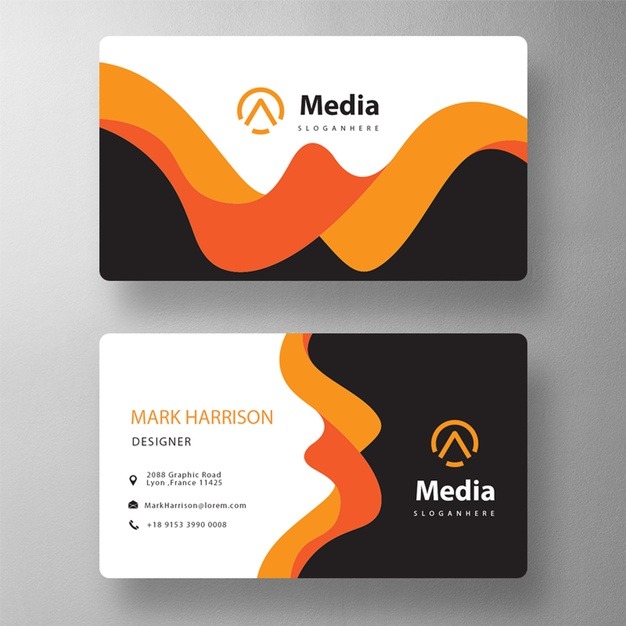 Media
SLOGANHERE
MARK HARRISON
DESIGNER
2088 Graphic Road
Lyon ,France 11425
MarkHarrison@lorem.com
+18 9153 3990 0008
Media
SLOGANHERE